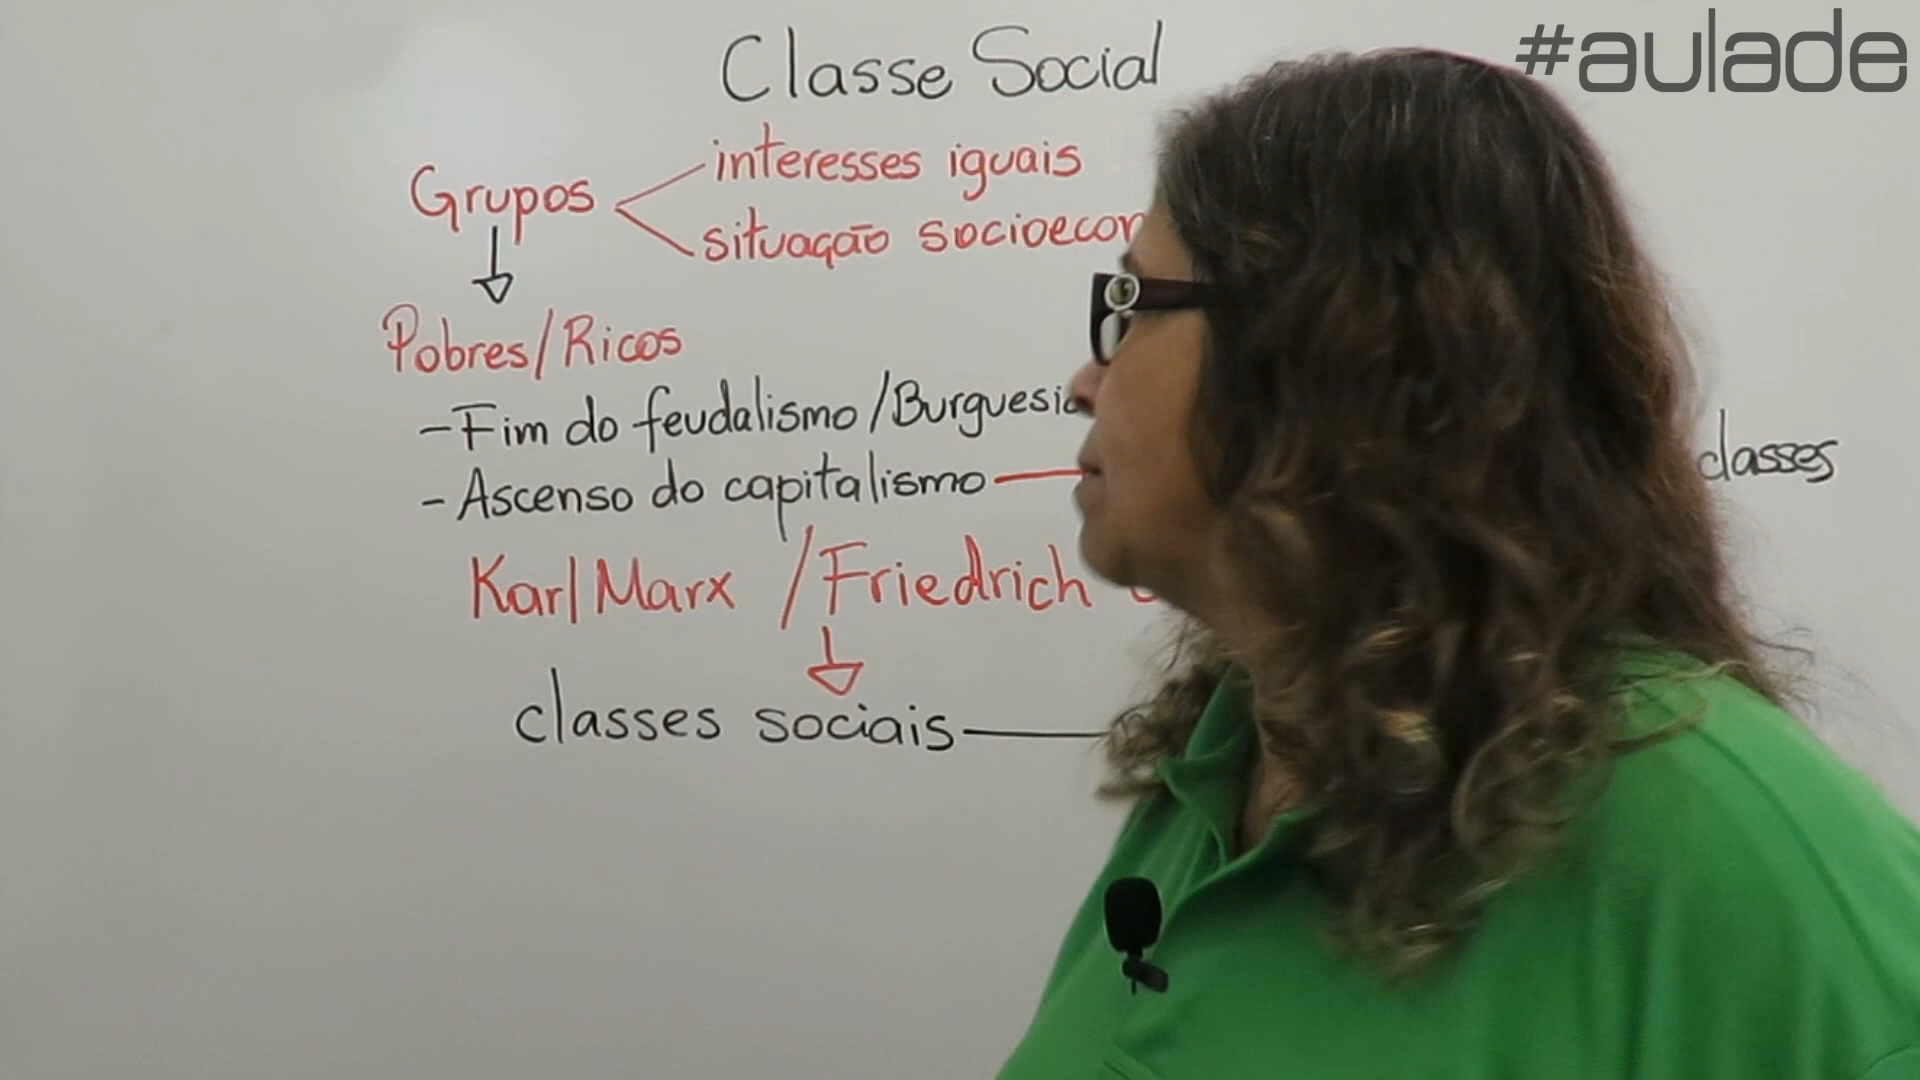 #aulade
Classe Social
interesses iguais
Grupos
situação
Pobres/Ricos
-Fim do feudalismo/Burguesia
-Ascenso do capitalismo
classes
Karl Marx / Friedrich
classes sociais